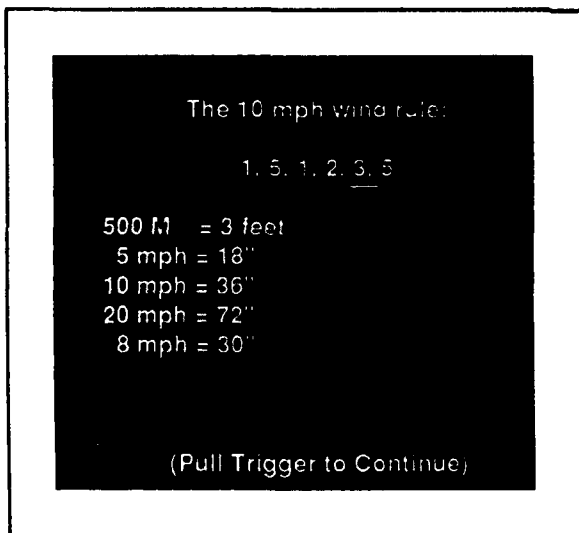 The 10 mph wind rule:
1. 5. 1. 2. 3. 5
500 M = 3 feet
5 mph = 18"
10 mph = 36"
20 mph = 72"
8 mph = 30"
(Pull Trigger to Continue)